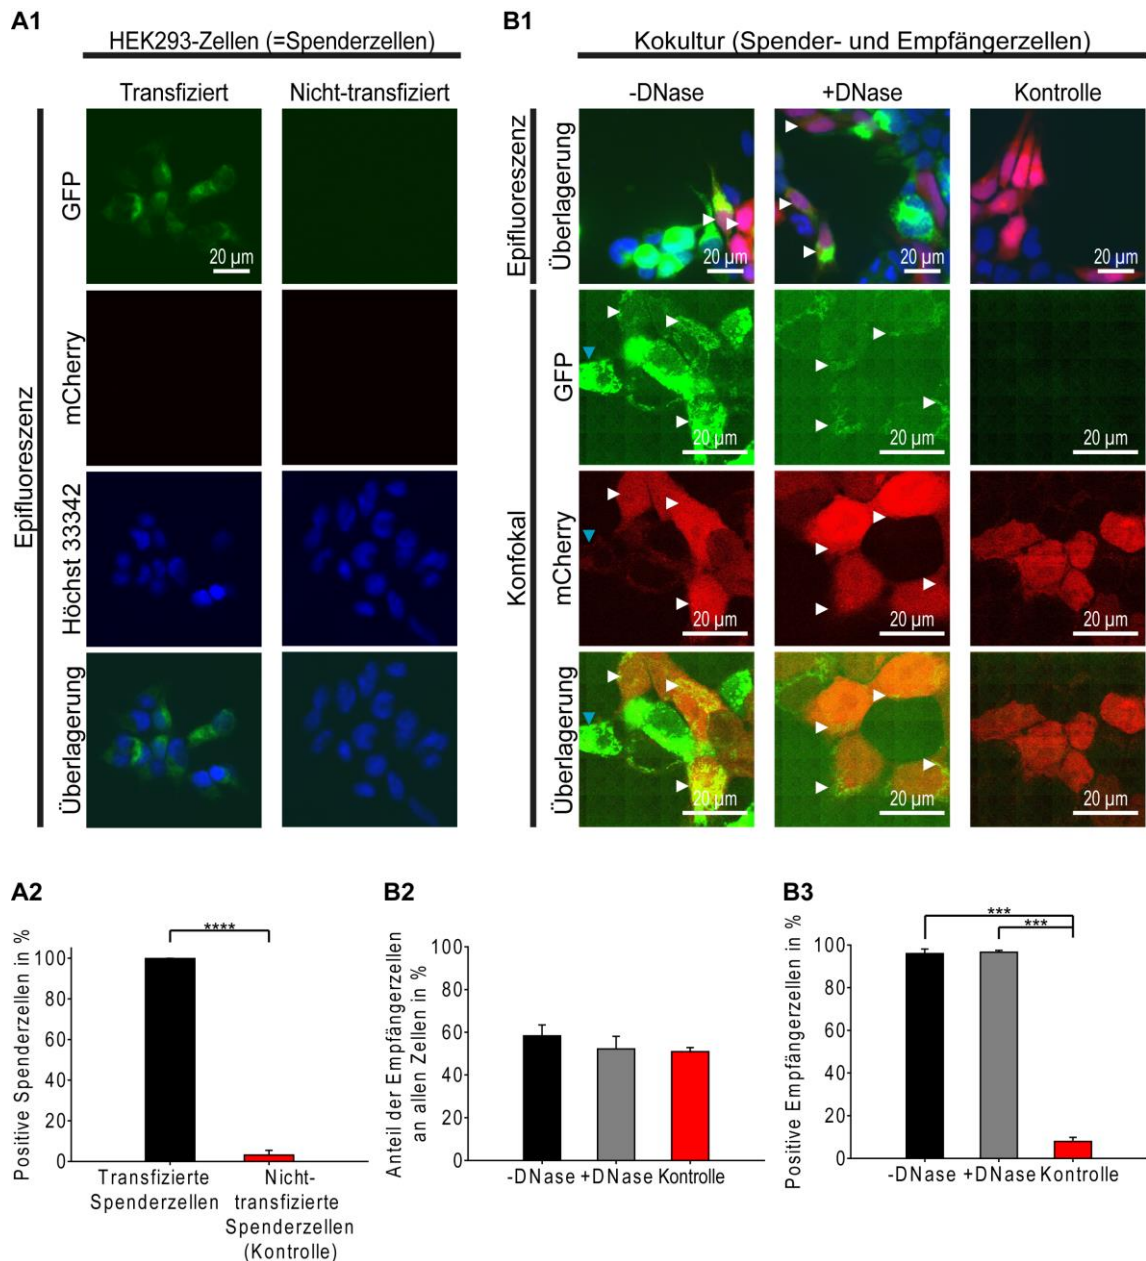 A1
HEK293-Zellen (=Spenderzellen)
Transfiziert
Nicht-transfiziert
Epifluoreszenz
GFP
20 µm
mCherry
Höchst 33342
Überlagerung
B1
Kokultur (Spender- und Empfängerzellen)
-DNase
+DNase
Kontrolle
Epifluoreszenz
Überlagerung
20 µm
20 µm
20 µm
Konfokal
GFP
20 µm
20 µm
20 µm
mCherry
20 µm
20 µm
20 µm
Überlagerung
20 µm
20 µm
20 µm
A2
Positive Spenderzellen in %
100
80
60
40
20
0
****
Transfizierte
Spenderzellen
Nicht-
transfizierte
Spenderzellen
(Kontrolle)
B2
Anteil der Empfängerzellen
an allen Zellen in %
100
80
60
40
20
0
-DNase +DNase Kontrolle
B3
Positive Empfängerzellen in %
100
80
60
40
20
0
***
***
-DNase +DNase Kontrolle